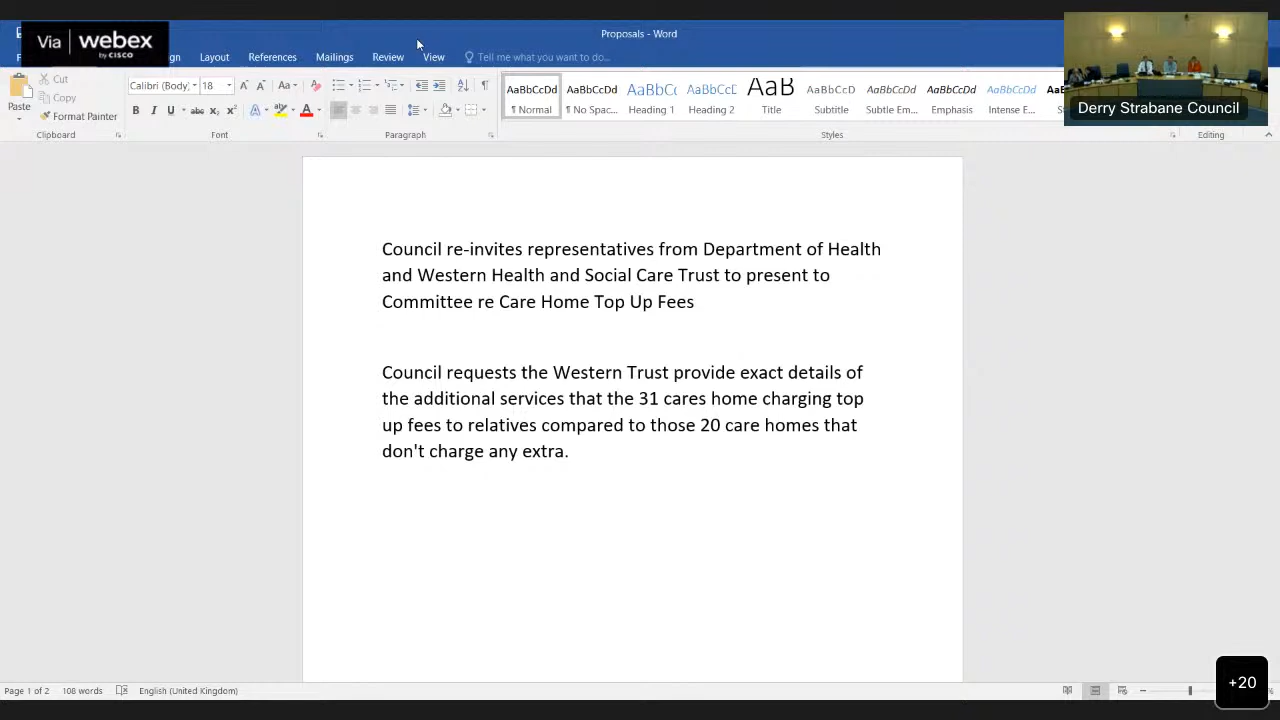 Via webex
by CISCO
Proposals - Word
Layout
References
Mailings
Review
View
Tell me what you want to do...
Cut
Copy
Format Painter
Paste
Clipboard
Calibri (Body)
18
Font
Paragraph
AaBbCcDd
¶ Normal
AaBbCcDd
¶ No Spac...
AaBbCc
Heading 1
AaBbCcD
Heading 2
AaB
Title
AaBbCcD
Subtitle
AaBbCcDd
Subtle Em...
AaBbCcDd
Emphasis
AaBbCcDd
Intense E...
Styles
Editing
Derry Strabane Council
Council re-invites representatives from Department of Health
and Western Health and Social Care Trust to present to
Committee re Care Home Top Up Fees
Council requests the Western Trust provide exact details of
the additional services that the 31 cares home charging top
up fees to relatives compared to those 20 care homes that
don't charge any extra.
Page 1 of 2
108 words
English (United Kingdom)
+20